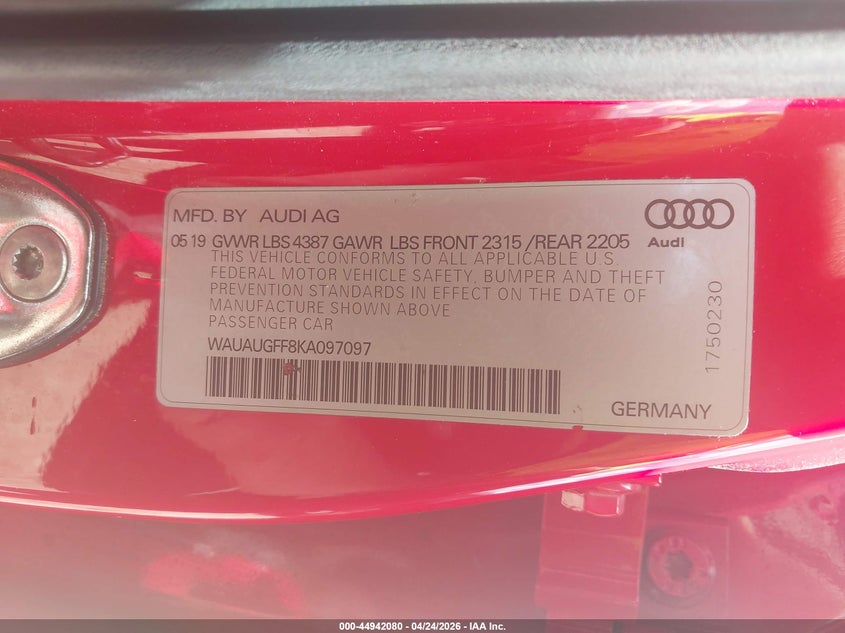 MFD. BY AUDI AG
Audi
05 19 GVWR LBS 4387 GAWR LBS FRONT 2315 /REAR 2205
THIS VEHICLE CONFORMS TO ALL APPLICABLE U.S.
FEDERAL MOTOR VEHICLE SAFETY, BUMPER AND THEFT
PREVENTION STANDARDS IN EFFECT ON THE DATE OF
MANUFACTURE SHOWN ABOVE
PASSENGER CAR
WAUAUGFF8KA097097
GERMANY
1750230
000-44942080 - 04/24/2026 - IAA Inc.